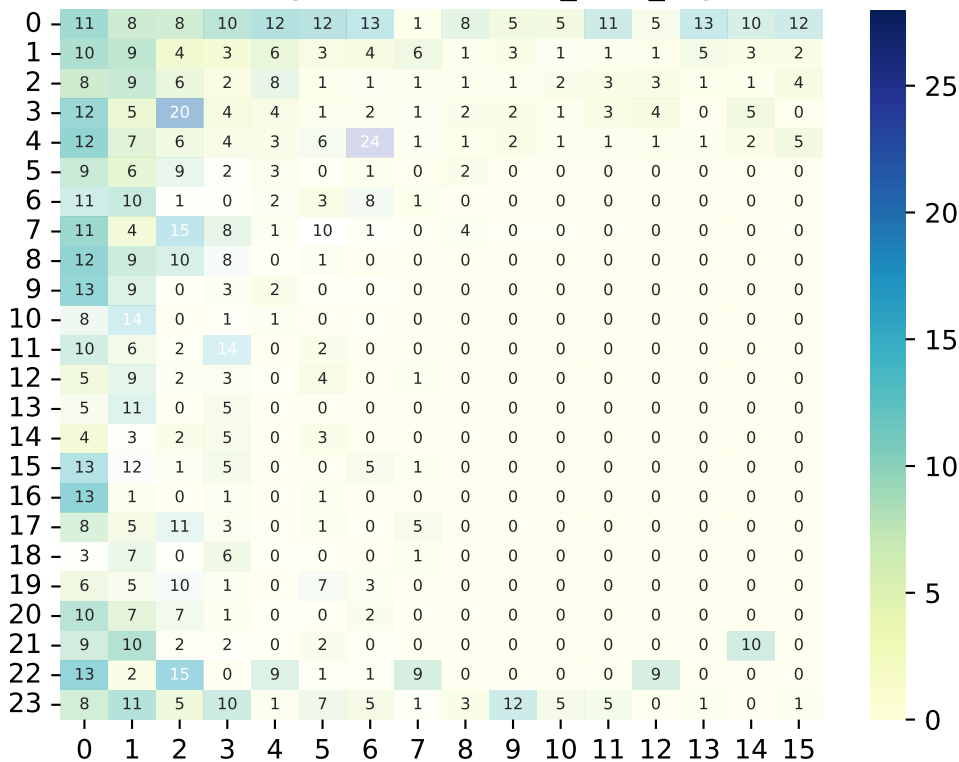 0 11 8 8 10 12 12 13 1 8 5 5 11 5 13 10 12
1 10 9 4 3 6 3 4 6 1 3 1 1 1 5 3 2
2 8 9 6 2 8 1 1 1 1 1 2 3 3 1 1 4
3 12 5 20 4 4 1 2 1 2 2 1 3 4 0 5 0
4 12 7 6 4 3 6 24 1 1 2 1 1 1 1 2 5
5 9 6 9 2 3 0 1 0 2 0 0 0 0 0 0 0
6 11 10 1 0 2 3 8 1 0 0 0 0 0 0 0 0
7 11 4 15 8 1 10 1 0 4 0 0 0 0 0 0 0
8 12 9 10 8 0 1 0 0 0 0 0 0 0 0 0 0
9 13 9 0 3 2 0 0 0 0 0 0 0 0 0 0 0
10 8 14 0 1 1 0 0 0 0 0 0 0 0 0 0 0
11 10 6 2 14 0 2 0 0 0 0 0 0 0 0 0 0
12 5 9 2 3 0 4 0 1 0 0 0 0 0 0 0 0
13 5 11 0 5 0 0 0 0 0 0 0 0 0 0 0 0
14 4 3 2 5 0 3 0 0 0 0 0 0 0 0 0 0
15 13 12 1 5 0 0 5 1 0 0 0 0 0 0 0 0
16 13 1 0 1 0 1 0 0 0 0 0 0 0 0 0 0
17 8 5 11 3 0 1 0 5 0 0 0 0 0 0 0 0
18 3 7 0 6 0 0 0 1 0 0 0 0 0 0 0 0
19 6 5 10 1 0 7 3 0 0 0 0 0 0 0 0 0
20 10 7 7 1 0 0 2 0 0 0 0 0 0 0 0 0
21 9 10 2 2 0 2 0 0 0 0 0 0 0 0 10 0
22 13 2 15 0 9 1 1 9 0 0 0 0 9 0 0 0
23 8 11 5 10 1 7 5 1 3 12 5 5 0 1 0 1
0 1 2 3 4 5 6 7 8 9 10 11 12 13 14 15
25
20
15
10
5
0